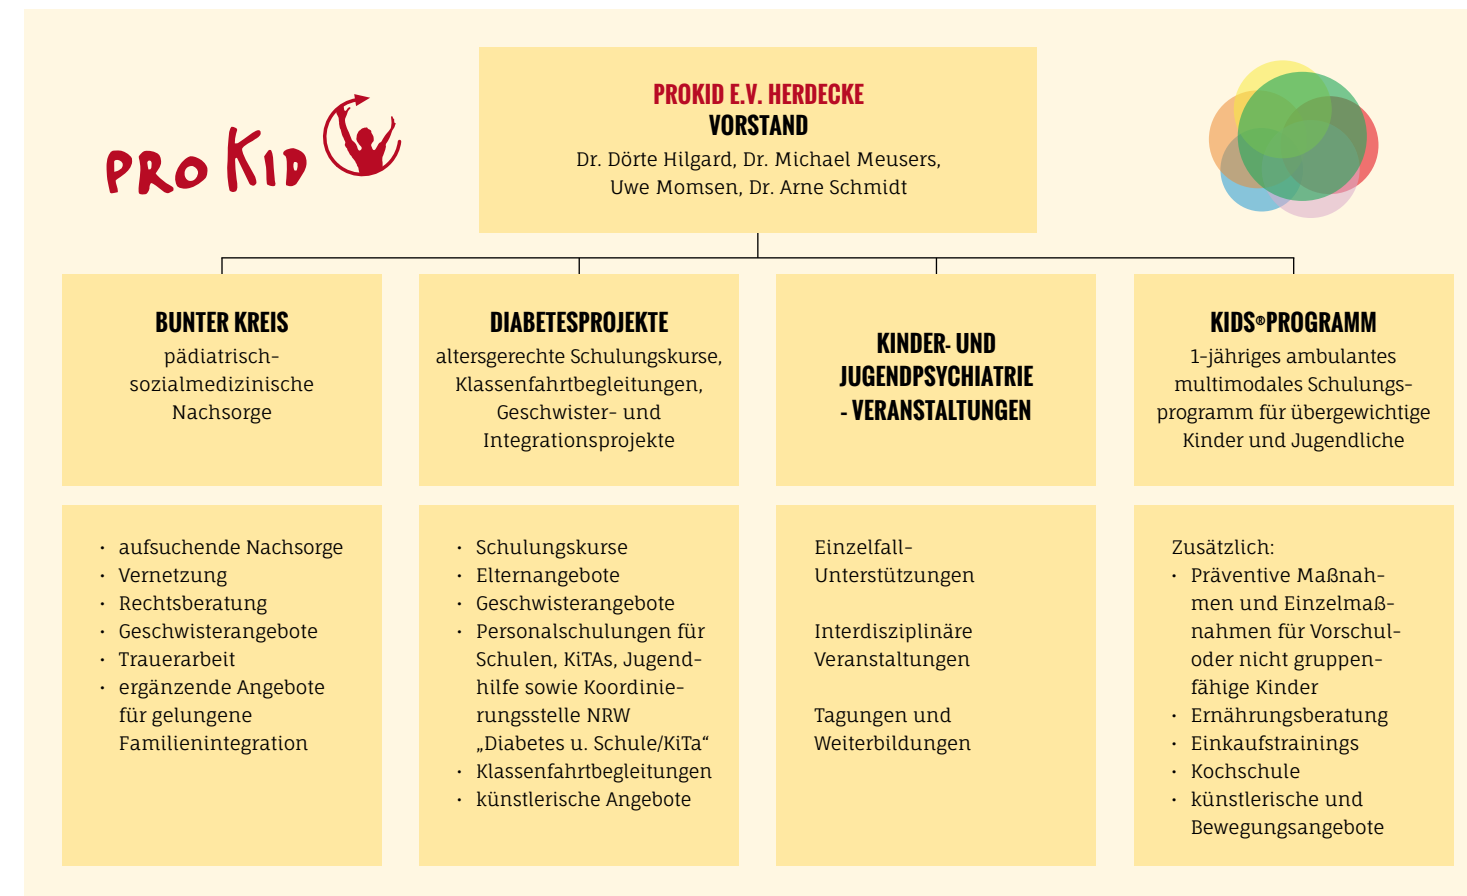 PRO KID
PROKID E.V. HERDECKE
VORSTAND
Dr. Dörte Hilgard, Dr. Michael Meusers,
Uwe Momsen, Dr. Arne Schmidt
BUNTER KREIS
pädiatrisch-
sozialmedizinische
Nachsorge
· aufsuchende Nachsorge
· Vernetzung
· Rechtsberatung
· Geschwisterangebote
· Trauerarbeit
· ergänzende Angebote
für gelungene
Familienintegration
DIABETESPROJEKTE
altersgerechte Schulungskurse,
Klassenfahrtbegleitungen,
Geschwister- und
Integrationsprojekte
· Schulungskurse
· Elternangebote
· Geschwisterangebote
· Personalschulungen für
Schulen, KiTAs, Jugend-
hilfe sowie Koordinie-
rungsstelle NRW
„Diabetes u. Schule/KiTa“
· Klassenfahrtbegleitungen
· künstlerische Angebote
KINDER- UND
JUGENDPSYCHIATRIE
- VERANSTALTUNGEN
Einzelfall-
Unterstützungen
Interdisziplinäre
Veranstaltungen
Tagungen und
Weiterbildungen
KIDS®PROGRAMM
1-jähriges ambulantes
multimodales Schulungs-
programm für übergewichtige
Kinder und Jugendliche
Zusätzlich:
· Präventive Maßnah-
men und Einzelmaß-
nahmen für Vorschul-
oder nicht gruppen-
fähige Kinder
· Ernährungsberatung
· Einkaufstrainings
· Kochschule
· künstlerische und
Bewegungsangebote